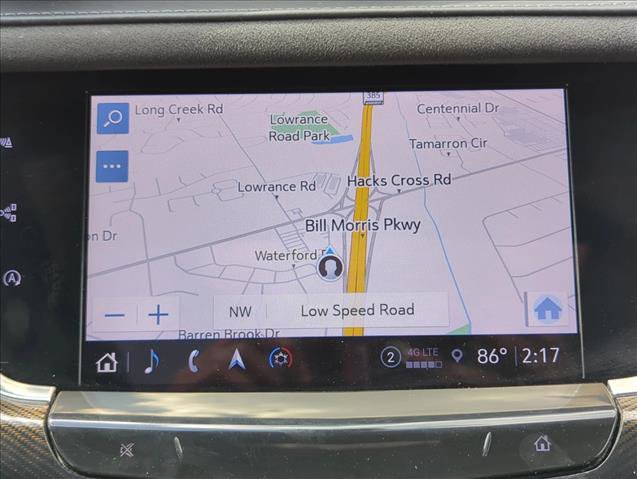 385
Long Creek Rd
Centennial Dr
Lowrance
Road Park
Tamarron Cir
Lowrance Rd
Hacks Cross Rd
Bill Morris Pkwy
on Dr
Waterford
NW
Low Speed Road
Barren Brook Dr
2
4G LTE
86°
2:17